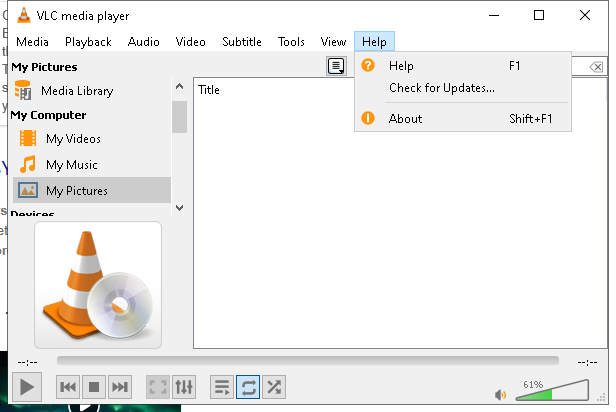 VLC media player
Media Playback Audio Video Subtitle Tools View Help
My Pictures
Media Library
My Computer
My Videos
My Music
My Pictures
Devices
Title
Help F1
Check for Updates...
About Shift+F1
--:-- --:--
61%